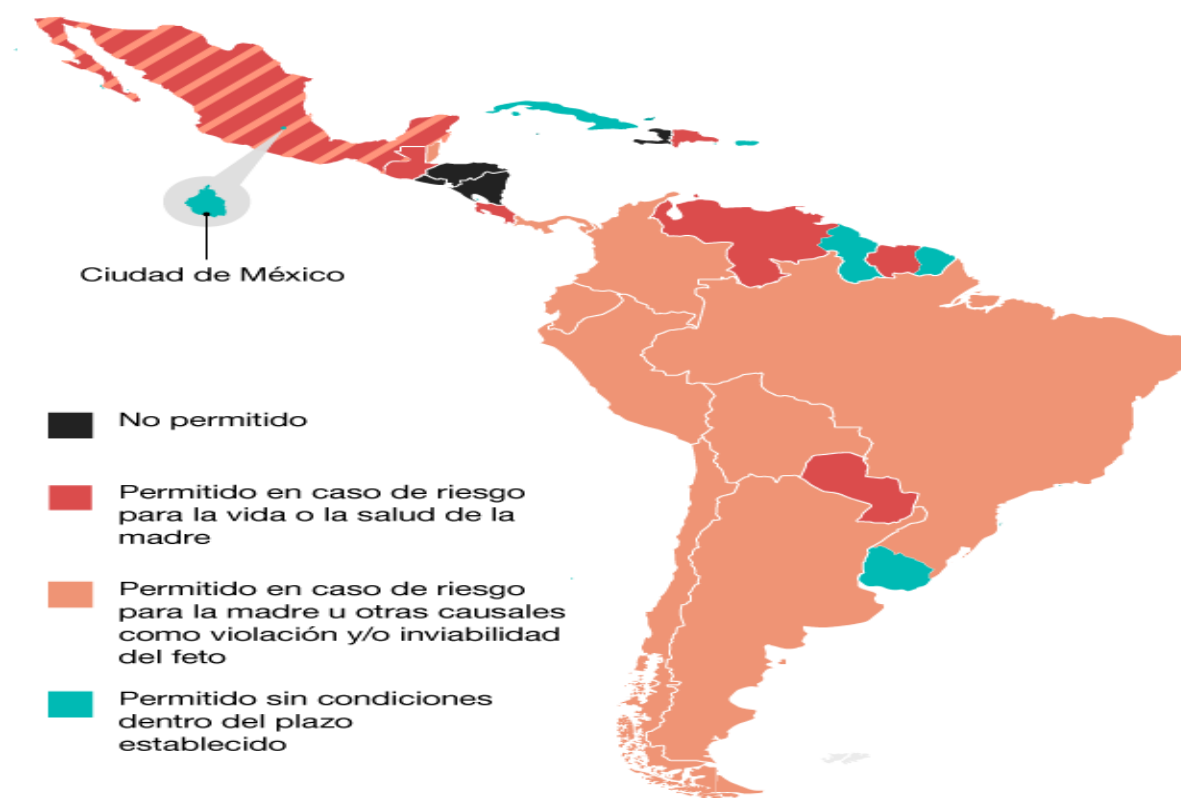 Ciudad de México
No permitido
Permitido en caso de riesgo
para la vida o la salud de la
madre
Permitido en caso de riesgo
para la madre u otras causales
como violación y/o inviabilidad
del feto
Permitido sin condiciones
dentro del plazo
establecido